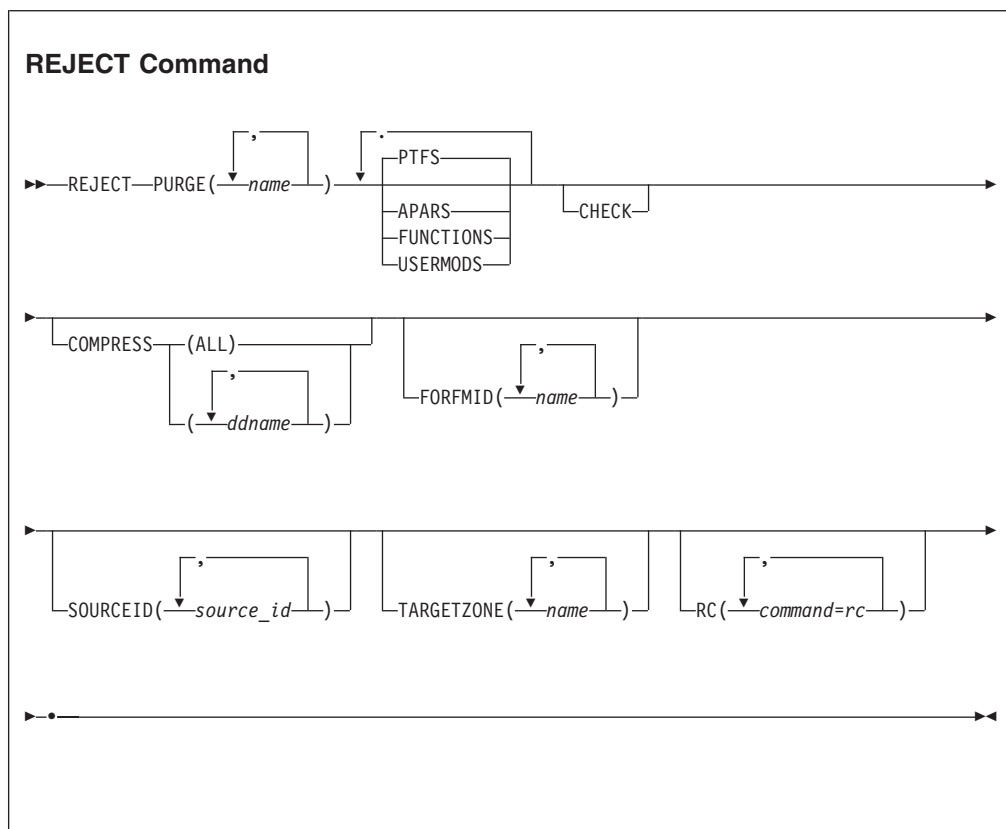 REJECT Command
, .
PTFS
REJECT PURGE( name )
APARS CHECK
FUNCTIONS
USERMODS
COMPRESS (ALL) ,
, FORFMID( name )
( ddname )
, , ,
SOURCEID( source_id ) TARGETZONE( name ) RC( command=rc )
•